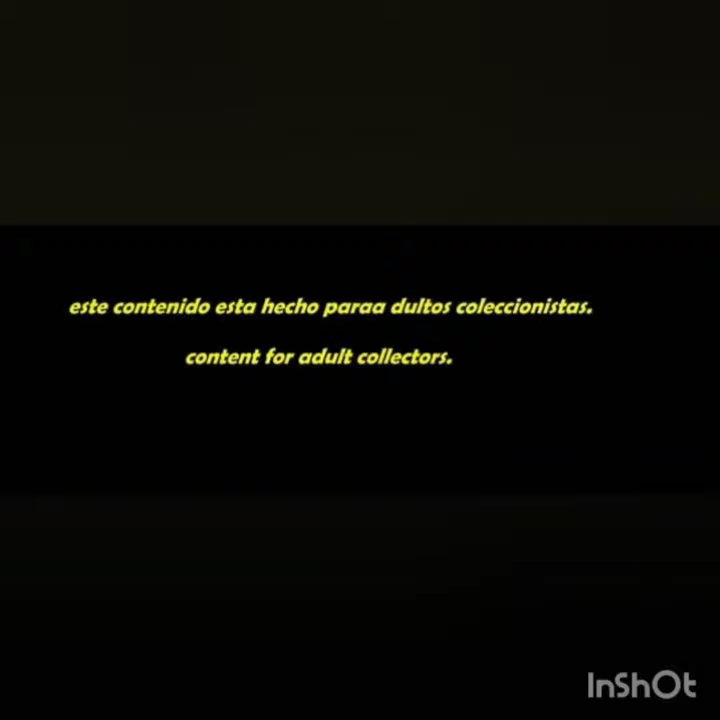 este contenido esta hecho paraa dultos coleccionistas.
content for adult collectors.
InShOt